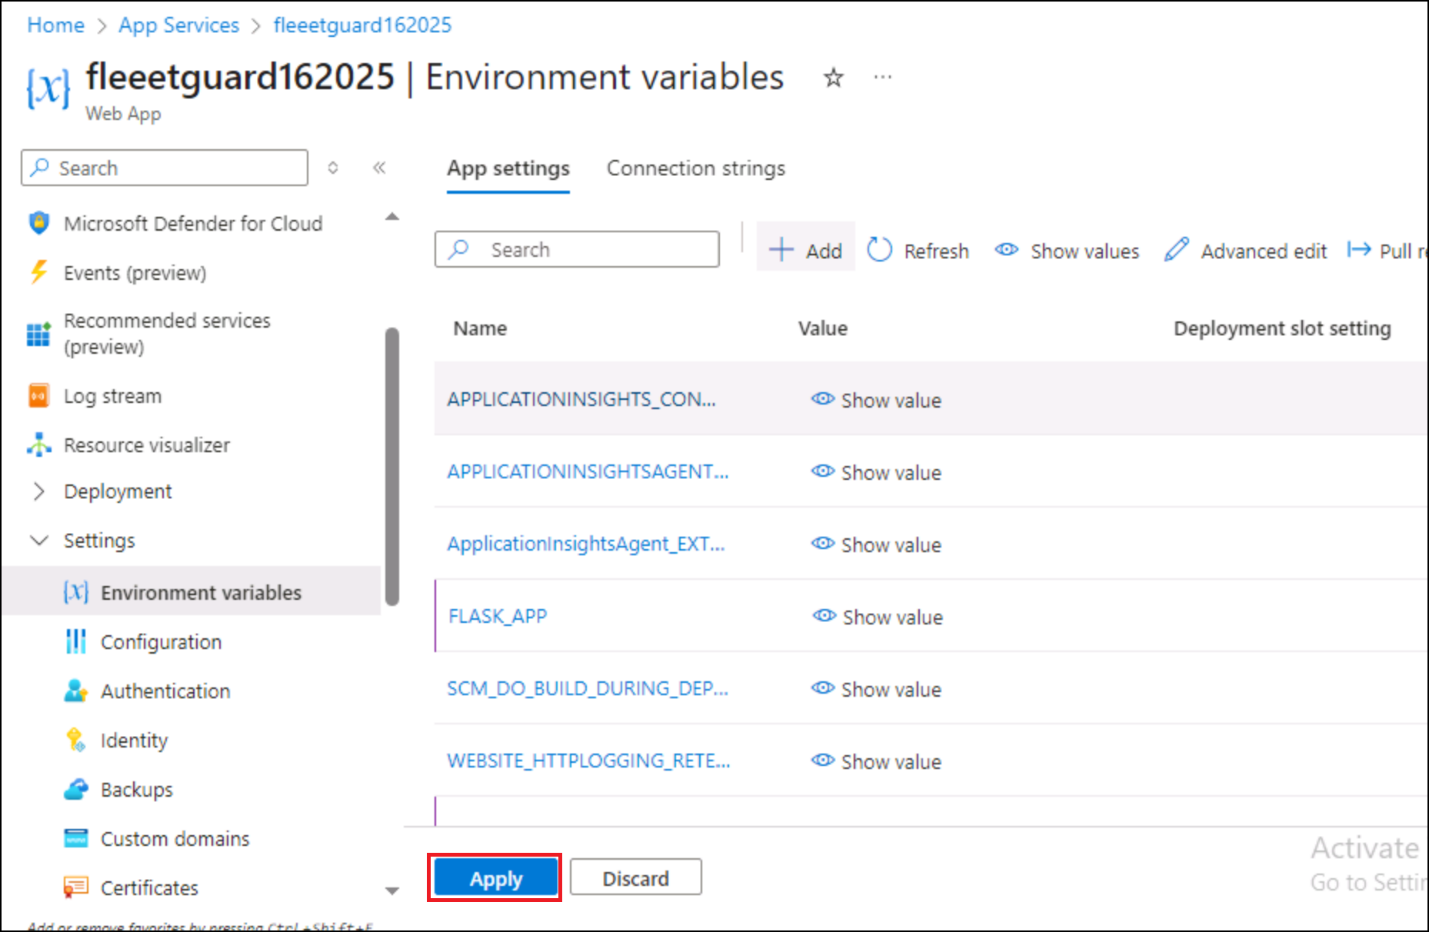 Home > App Services > fleeetguard162025
{x} fleeetguard162025 | Environment variables ☆ ...
Web App
Search
App settings Connection strings
Microsoft Defender for Cloud
Events (preview)
Recommended services
(preview)
Log stream
Resource visualizer
Deployment
Settings
{x} Environment variables
Configuration
Authentication
Identity
Backups
Custom domains
Certificates
Add or remove favorites by pressing Ctrl+Shift+F
Search
+ Add Refresh Show values Advanced edit Pull re
Name Value Deployment slot setting
APPLICATIONINSIGHTS_CON... Show value
APPLICATIONINSIGHTSAGENT... Show value
ApplicationInsightsAgent_EXT... Show value
FLASK_APP Show value
SCM_DO_BUILD_DURING_DEP... Show value
WEBSITE_HTTPLOGGING_RETE... Show value
Apply Discard
Activate
Go to Settin